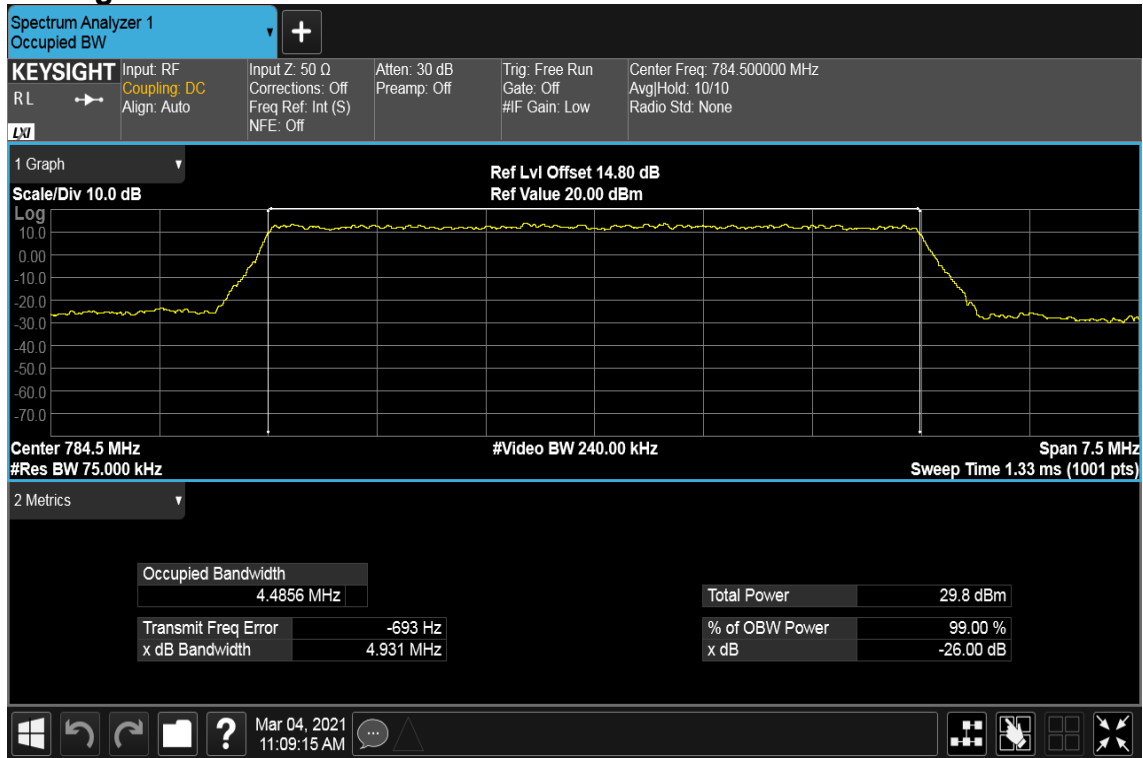 Spectrum Analyzer 1
Occupied BW
+
KEYSIGHT
R L
LXI
Input: RF
Coupling: DC
Align: Auto
Input Z: 50 Ω
Corrections: Off
Freq Ref: Int (S)
NFE: Off
Atten: 30 dB
Preamp: Off
Trig: Free Run
Gate: Off
#IF Gain: Low
Center Freq: 784.500000 MHz
Avg|Hold: 10/10
Radio Std: None
1 Graph
Scale/Div 10.0 dB
Ref Lvl Offset 14.80 dB
Ref Value 20.00 dBm
Log
10.0
0.00
-10.0
-20.0
-30.0
-40.0
-50.0
-60.0
-70.0
Center 784.5 MHz
#Video BW 240.00 kHz
Span 7.5 MHz
#Res BW 75.000 kHz
Sweep Time 1.33 ms (1001 pts)
2 Metrics
Occupied Bandwidth
4.4856 MHz
Total Power 29.8 dBm
Transmit Freq Error -693 Hz
% of OBW Power 99.00 %
x dB Bandwidth 4.931 MHz
x dB -26.00 dB
?
Mar 04, 2021
11:09:15 AM